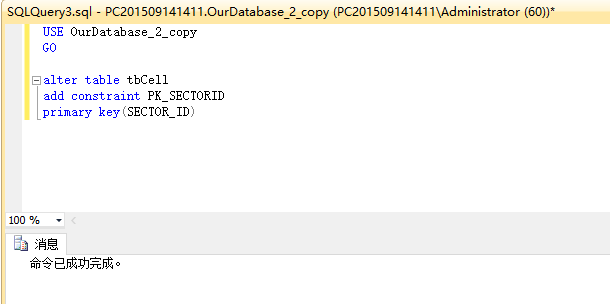 SQLQuery3.sql - PC201509141411.OurDatabase_2_copy (PC201509141411\Administrator (60))*
USE OurDatabase_2_copy
GO
alter table tbCell
add constraint PK_SECTORID
primary key(SECTOR_ID)
100 %
消息
命令已成功完成。